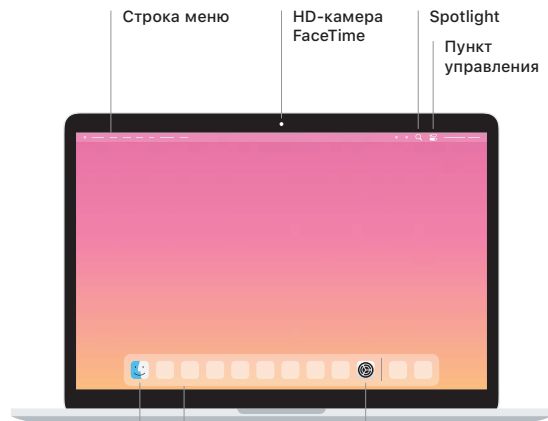 Строка меню
HD-камера
FaceTime
Spotlight
Пункт
управления